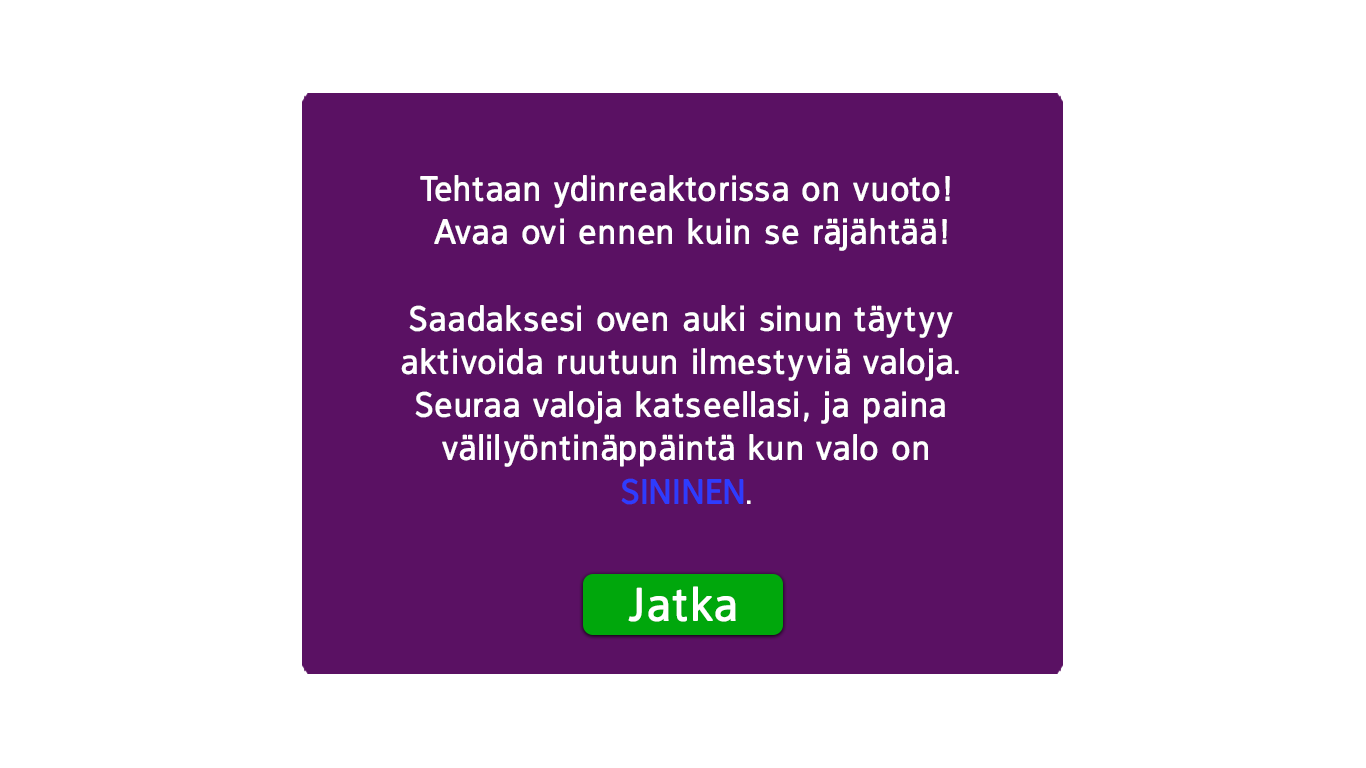 Tehtaan ydinreaktorissa on vuoto!
Avaa ovi ennen kuin se räjähtää!
Saadaksesi oven auki sinun täytyy
aktivoida ruutuun ilmestyviä valoja.
Seuraa valoja katseellasi, ja paina
välilyöntinäppäintä kun valo on
SININEN.
Jatka